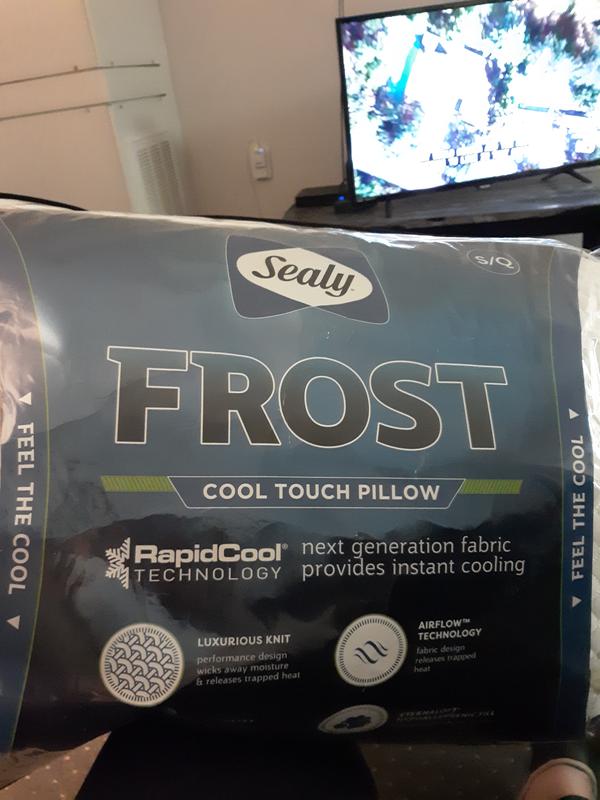 Sealy
S/Q
FROST
COOL TOUCH PILLOW
FEEL THE COOL
FEEL THE COOL
RapidCool®
TECHNOLOGY
next generation fabric
provides instant cooling
LUXURIOUS KNIT
performance design
wicks away moisture
& releases trapped heat
AIRFLOW™
TECHNOLOGY
fabric design
releases trapped
heat